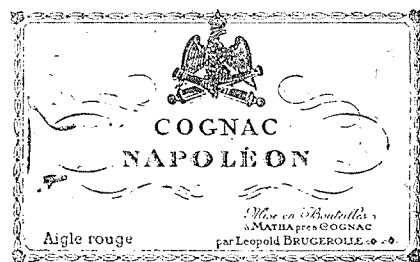 COGNAC
NAPOLÉON
Mise en Bouteilles
à MATHA près COGNAC
Aigle rouge
par Leopold BRUGEROLLE